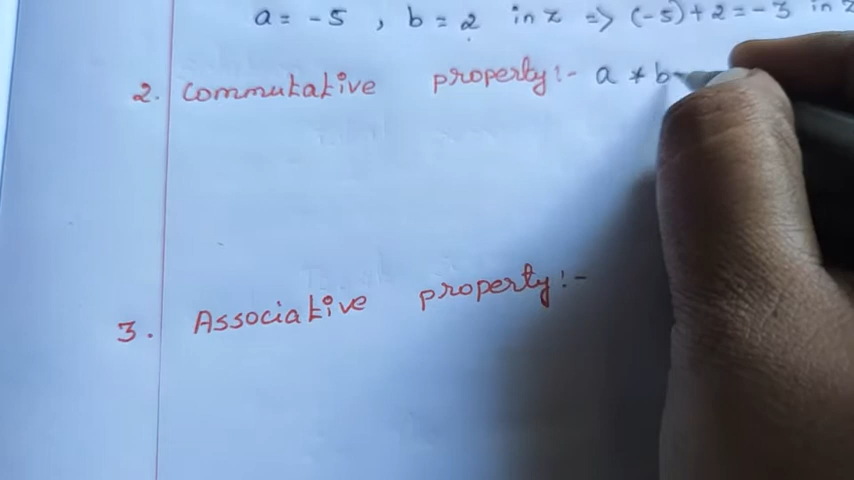 a = -5 , b = 2 in z => (-5)+2 = -3 in z
2. Commutative property:- a * b
3. Associative property:-